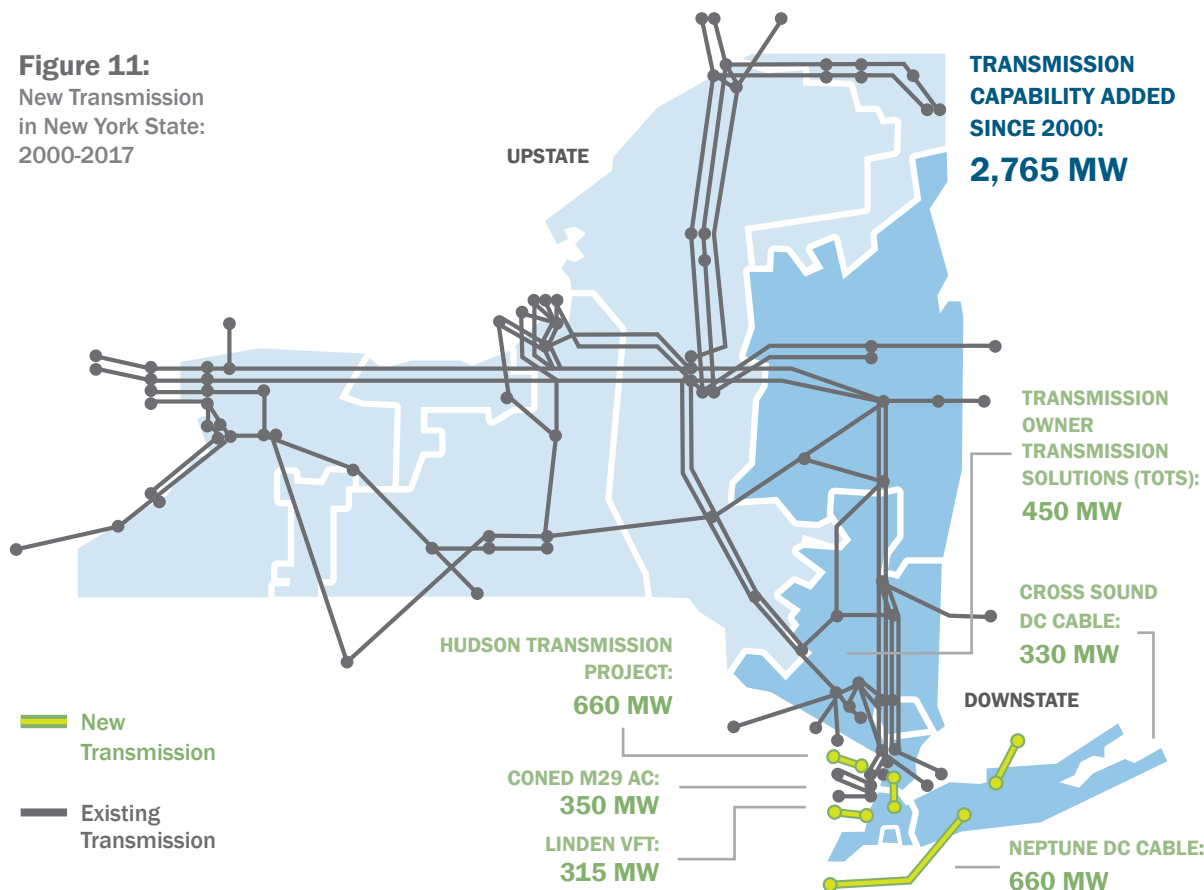 Figure 11:
New Transmission
in New York State:
2000-2017
UPSTATE
TRANSMISSION
CAPABILITY ADDED
SINCE 2000:
2,765 MW
TRANSMISSION
OWNER
TRANSMISSION
SOLUTIONS (TOTS):
450 MW
CROSS SOUND
DC CABLE:
330 MW
HUDSON TRANSMISSION
PROJECT:
660 MW
DOWNSTATE
New
Transmission
CONED M29 AC:
350 MW
Existing
Transmission
LINDEN VFT:
315 MW
NEPTUNE DC CABLE:
660 MW